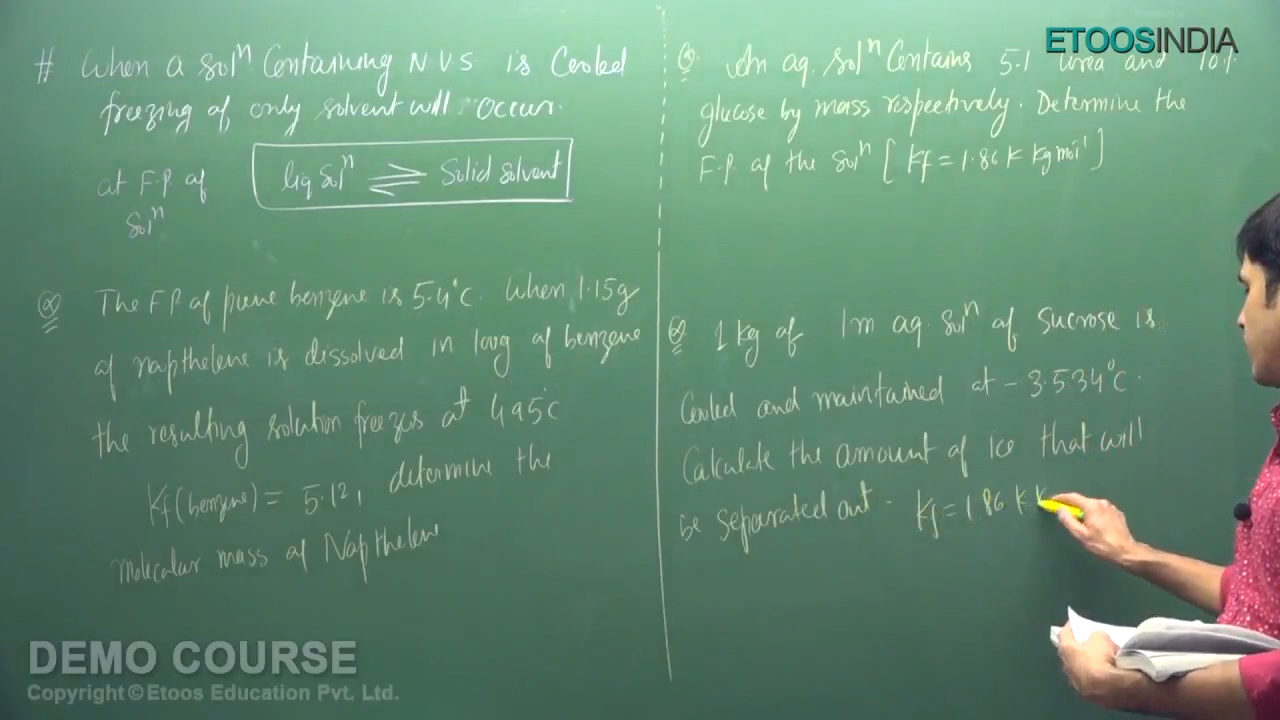 # When a solⁿ Containing N V S is Cooled
freezing of only solvent will occur.
at F.P. of
solⁿ
liq solⁿ ⇌ Solid solvent
Q The F P of pure benzene is 5.4°C. When 1.15g
of napthelene is dissolved in 100g of benzene
the resulting solution freezes at 4.95c
Kf (benzene) = 5.12, determine the
molecular mass of Napthelene
ETOOSINDIA
Q. An aq. solⁿ Contains 5% urea and 10%
glucose by mass respectively. Determine the
F.P. of the solⁿ [Kf = 1.86 K Kg mol⁻¹]
Q 1 Kg of 1m aq. solⁿ of sucrose is
Cooled and maintained at - 3.534°C.
Calculate the amount of ice that will
be separated out - Kf = 1.86 K K
DEMO COURSE
Copyright © Etoos Education Pvt. Ltd.